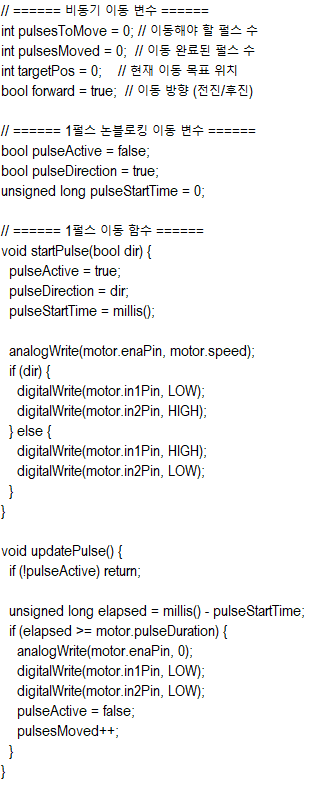 // ====== 비동기 이동 변수 ======
int pulsesToMove = 0; // 이동해야 할 펄스 수
int pulsesMoved = 0;  // 이동 완료된 펄스 수
int targetPos = 0;    // 현재 이동 목표 위치
bool forward = true;  // 이동 방향 (전진/후진)

// ====== 1펄스 논블로킹 이동 변수 ======
bool pulseActive = false;
bool pulseDirection = true;
unsigned long pulseStartTime = 0;

// ====== 1펄스 이동 함수 ======
void startPulse(bool dir) {
  pulseActive = true;
  pulseDirection = dir;
  pulseStartTime = millis();

  analogWrite(motor.enaPin, motor.speed);
  if (dir) {
    digitalWrite(motor.in1Pin, LOW);
    digitalWrite(motor.in2Pin, HIGH);
  } else {
    digitalWrite(motor.in1Pin, HIGH);
    digitalWrite(motor.in2Pin, LOW);
  }
}

void updatePulse() {
  if (!pulseActive) return;

  unsigned long elapsed = millis() - pulseStartTime;
  if (elapsed >= motor.pulseDuration) {
    analogWrite(motor.enaPin, 0);
    digitalWrite(motor.in1Pin, LOW);
    digitalWrite(motor.in2Pin, LOW);
    pulseActive = false;
    pulsesMoved++;
  }
}